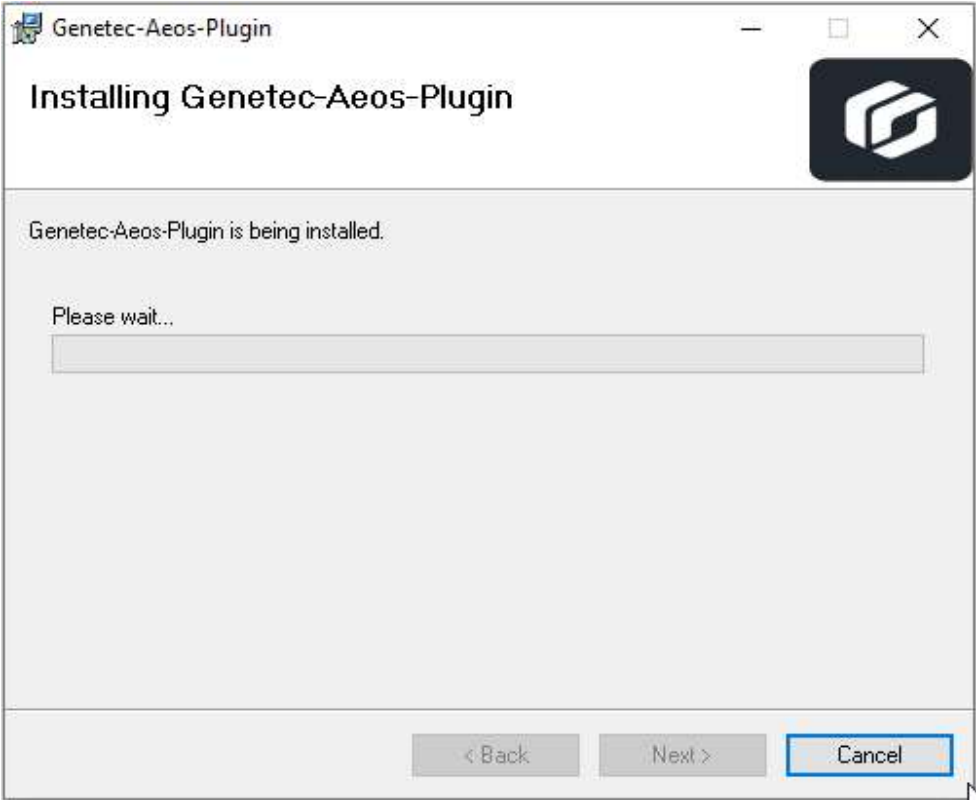 Genetec-Aeos-Plugin
Installing Genetec-Aeos-Plugin
Genetec-Aeos-Plugin is being installed.
Please wait...
< Back
Next >
Cancel